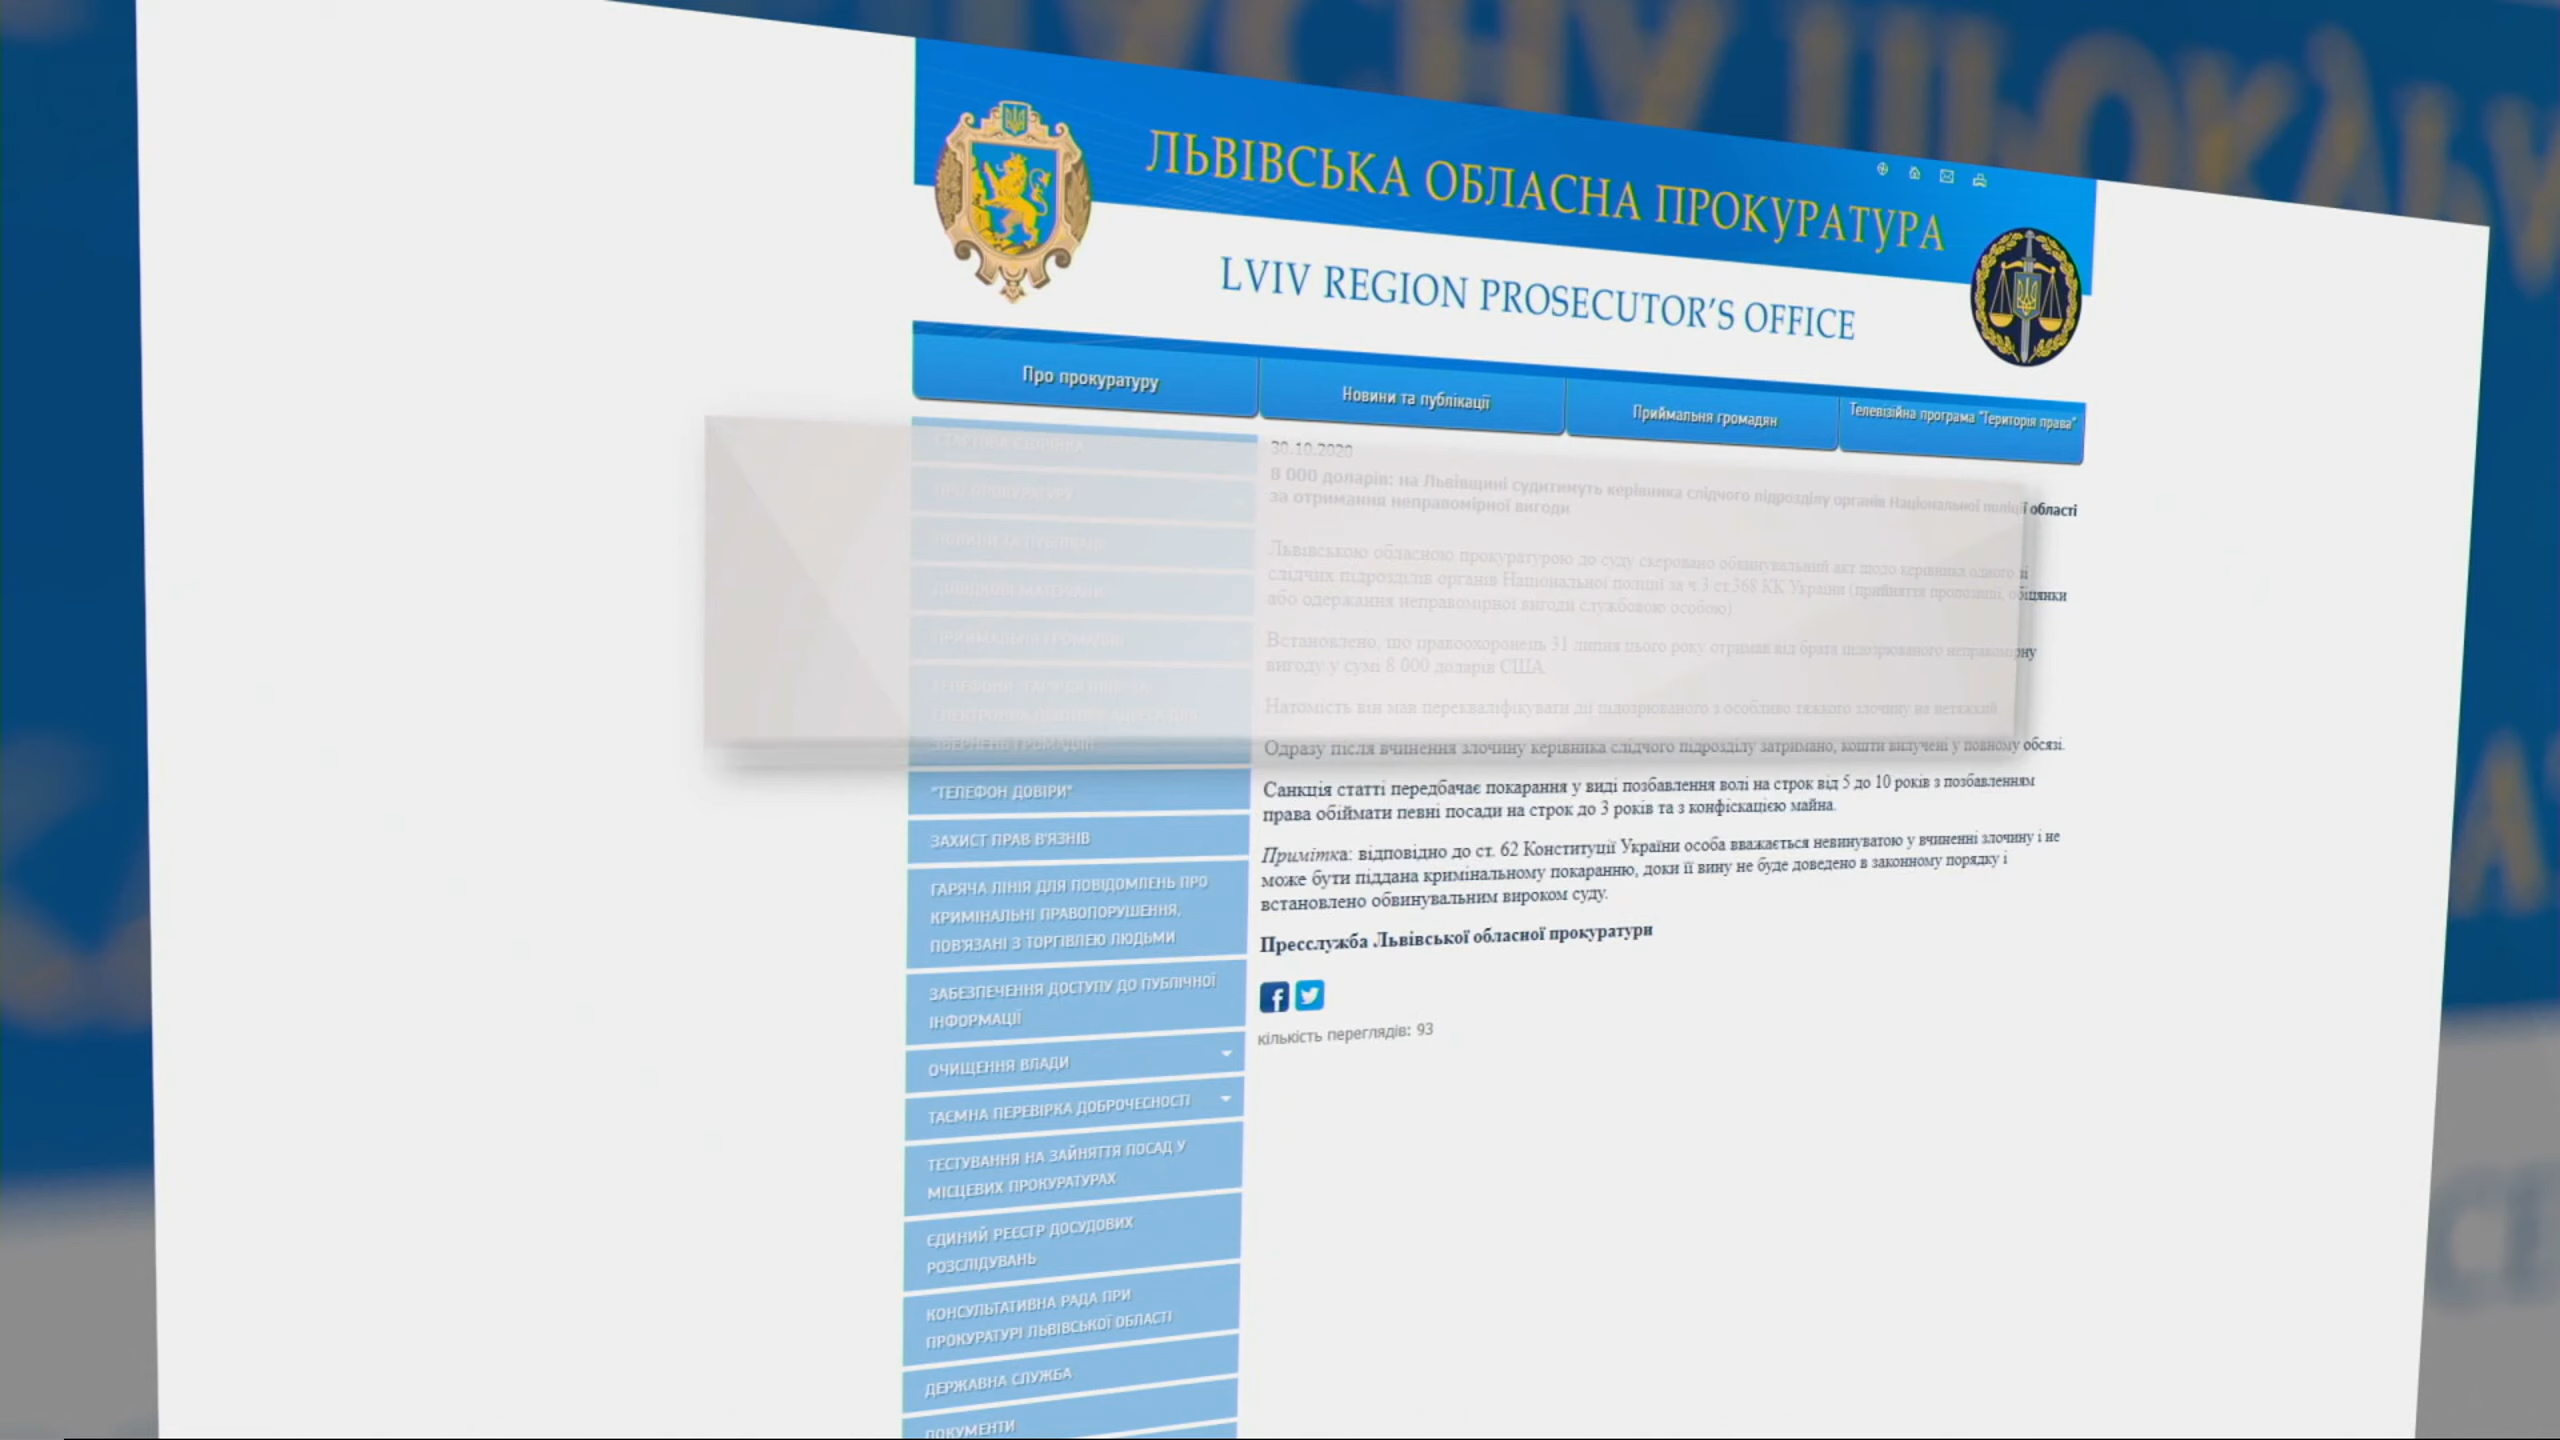 ЛЬВІВСЬКА ОБЛАСНА ПРОКУРАТУРА
LVIV REGION PROSECUTOR'S OFFICE
Про прокуратуру
Новини та публікації
Приймальня громадян
Телевізійна програма "Територія права"
СТАРТОВА СТОРІНКА
ПРО ПРОКУРАТУРУ
НОВИНИ ТА ПУБЛІКАЦІЇ
ПРИЙМАЛЬНЯ ГРОМАДЯН
ЗВЕРНЕНЬ ГРОМАДЯН
"ТЕЛЕФОН ДОВІРИ"
ЗАХИСТ ПРАВ В'ЯЗНІВ
ГАРЯЧА ЛІНІЯ ДЛЯ ПОВІДОМЛЕНЬ ПРО
КРИМІНАЛЬНІ ПРАВОПОРУШЕННЯ,
ПОВ'ЯЗАНІ З ТОРГІВЛЕЮ ЛЮДЬМИ
ЗАБЕЗПЕЧЕННЯ ДОСТУПУ ДО ПУБЛІЧНОЇ
ІНФОРМАЦІЇ
ОЧИЩЕННЯ ВЛАДИ
ТАЄМНА ПЕРЕВІРКА ДОБРОЧЕСНОСТІ
ТЕСТУВАННЯ НА ЗАЙНЯТТЯ ПОСАД У
МІСЦЕВИХ ПРОКУРАТУРАХ
ЄДИНИЙ РЕЄСТР ДОСУДОВИХ
РОЗСЛІДУВАНЬ
КОНСУЛЬТАТИВНА РАДА ПРИ
ПРОКУРАТУРІ ЛЬВІВСЬКОЇ ОБЛАСТІ
ДЕРЖАВНА СЛУЖБА
ДОКУМЕНТИ
30.10.2020
8 000 доларів: на Львівщині судитимуть керівника слідчого підрозділу органів Національної поліції області
за отримання неправомірної вигоди
Львівською обласною прокуратурою до суду скеровано обвинувальний акт щодо керівника одного зі
слідчих підрозділів органів Національної поліції за ч.3 ст.368 КК України (прийняття пропозиції, обіцянки
або одержання неправомірної вигоди службовою особою).
Встановлено, що правоохоронець 31 липня цього року отримав від брата підозрюваного неправомірну
вигоду у сумі 8 000 доларів США.
Натомість він мав перекваліфікувати дії підозрюваного з особливо тяжкого злочину на нетяжкий.
Одразу після вчинення злочину керівника слідчого підрозділу затримано, кошти вилучені у повному обсязі.
Санкція статті передбачає покарання у виді позбавлення волі на строк від 5 до 10 років з позбавленням
права обіймати певні посади на строк до 3 років та з конфіскацією майна.
Примітка: відповідно до ст. 62 Конституції України особа вважається невинуватою у вчиненні злочину і не
може бути піддана кримінальному покаранню, доки її вину не буде доведено в законному порядку і
встановлено обвинувальним вироком суду.
Пресслужба Львівської обласної прокуратури
кількість переглядів: 93